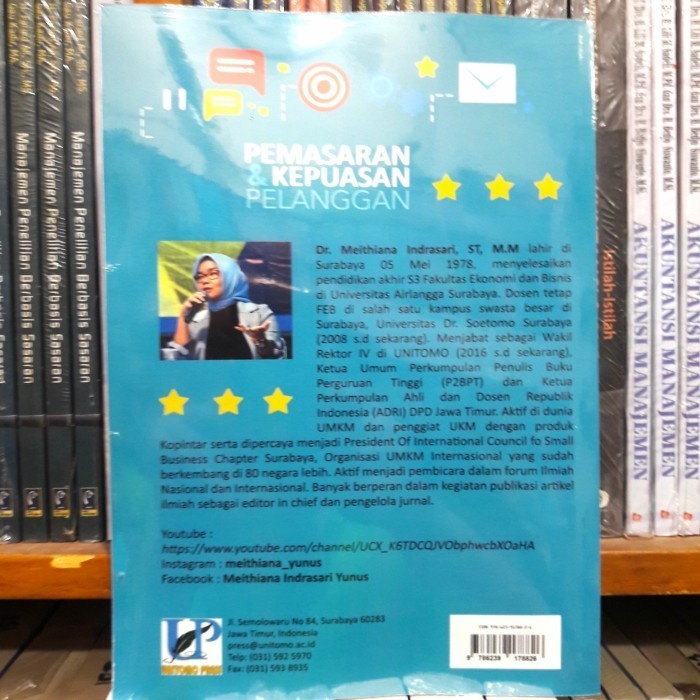 PEMASARAN
& KEPUASAN
PELANGGAN
Dr. Meithiana Indrasari, ST, M.M lahir di
Surabaya 05 Mei 1978, menyelesaikan
pendidikan akhir S3 Fakultas Ekonomi dan Bisnis
di Universitas Airlangga Surabaya. Dosen tetap
FEB di salah satu kampus swasta besar di
Surabaya, Universitas Dr. Soetomo Surabaya
(2008 s.d sekarang). Menjabat sebagai Wakil
Rektor IV di UNITOMO (2016 s.d sekarang),
Ketua Umum Perkumpulan Penulis Buku
Perguruan Tinggi (P2BPT) dan Ketua
Perkumpulan Ahli dan Dosen Republik
Indonesia (ADRI) DPD Jawa Timur. Aktif di dunia
UMKM dan penggiat UKM dengan produk
Kopintar serta dipercaya menjadi President Of International Council fo Small
Business Chapter Surabaya, Organisasi UMKM Internasional yang sudah
berkembang di 80 negara lebih. Aktif menjadi pembicara dalam forum Ilmiah
Nasional dan Internasional. Banyak berperan dalam kegiatan publikasi artikel
ilmiah sebagai editor in chief dan pengelola jurnal.
Youtube :
https://www.youtube.com/channel/UCX_K6TDCQJVObphwcbXOaHA
Instagram : meithiana_yunus
Facebook : Meithiana Indrasari Yunus
UP
UNITOMO PRESS
Jl. Semolowaru No 84, Surabaya 60283
Jawa Timur, Indonesia
press@unitomo.ac.id
Telp: (031) 592 5970
Fax: (031) 593 8935
Manajemen Penelitian Berbasis Sasaran
Manajemen Penelitian Berbasis Sasaran
Manajemen Penelitian Berbasis Sasaran
Istilah-Istilah
AKUNTANSI MANAJEMEN
AKUNTANSI MANAJEMEN